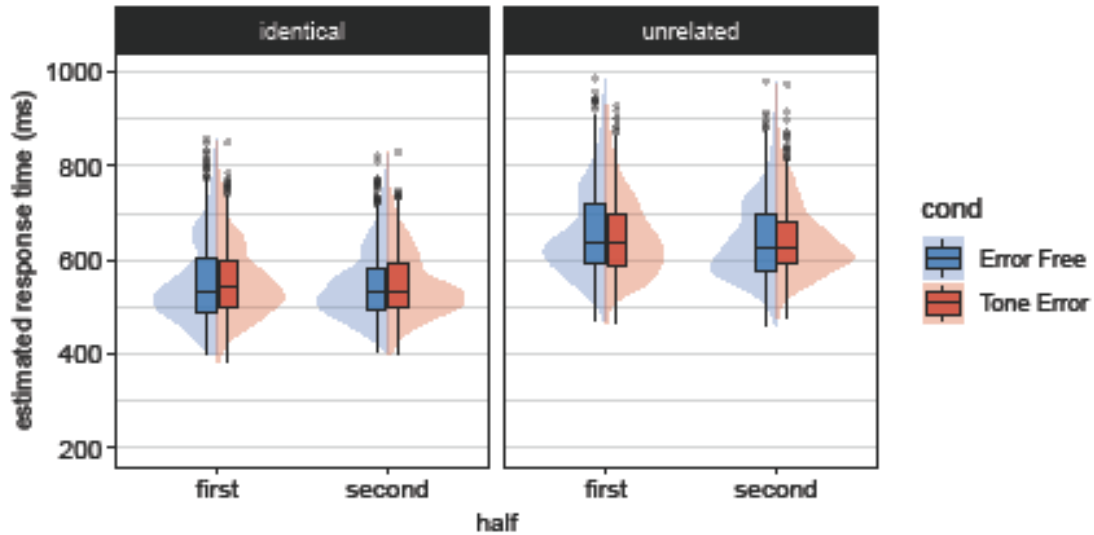 identical
unrelated
estimated response time (ms)
1000
800
600
400
200
first
second
first
second
half
cond
Error Free
Tone Error